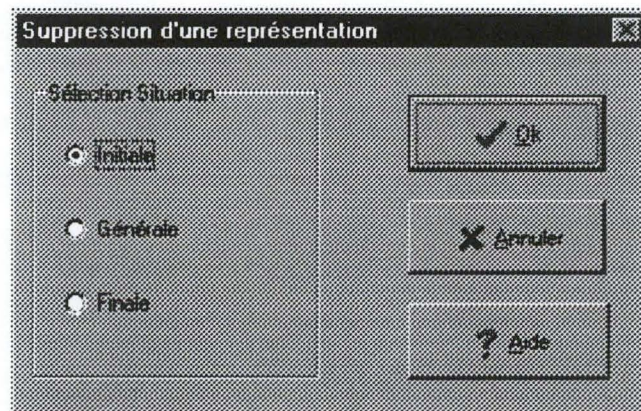 Suppression d'une représentation
Sélection Situation
Initiale
Générale
Finale
Ok
Annuler
Aide